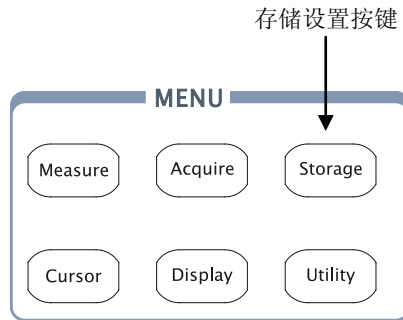 存储设置按键
MENU
Measure Acquire Storage
Cursor Display Utility